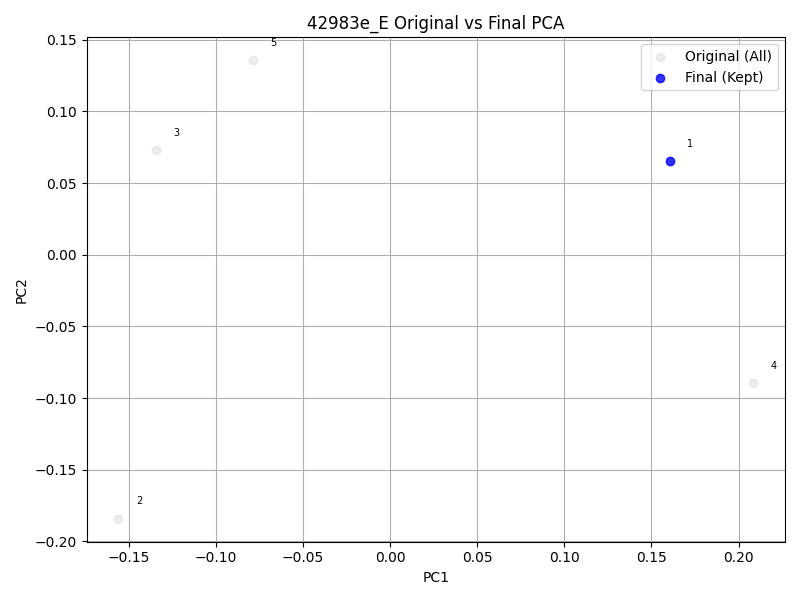 42983e_E Original vs Final PCA
0.15
0.10
0.05
0.00
−0.05
−0.10
−0.15
−0.20
PC2
5
3
1
4
2
Original (All)
Final (Kept)
−0.15 −0.10 −0.05 0.00 0.05 0.10 0.15 0.20
PC1